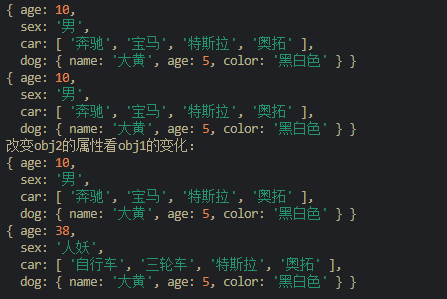 { age: 10,
  sex: '男',
  car: [ '奔驰', '宝马', '特斯拉', '奥拓' ],
  dog: { name: '大黄', age: 5, color: '黑白色' } }
{ age: 10,
  sex: '男',
  car: [ '奔驰', '宝马', '特斯拉', '奥拓' ],
  dog: { name: '大黄', age: 5, color: '黑白色' } }
改变obj2的属性看obj1的变化：
{ age: 10,
  sex: '男',
  car: [ '奔驰', '宝马', '特斯拉', '奥拓' ],
  dog: { name: '大黄', age: 5, color: '黑白色' } }
{ age: 38,
  sex: '人妖',
  car: [ '自行车', '三轮车', '特斯拉', '奥拓' ],
  dog: { name: '大黄', age: 5, color: '黑白色' } }